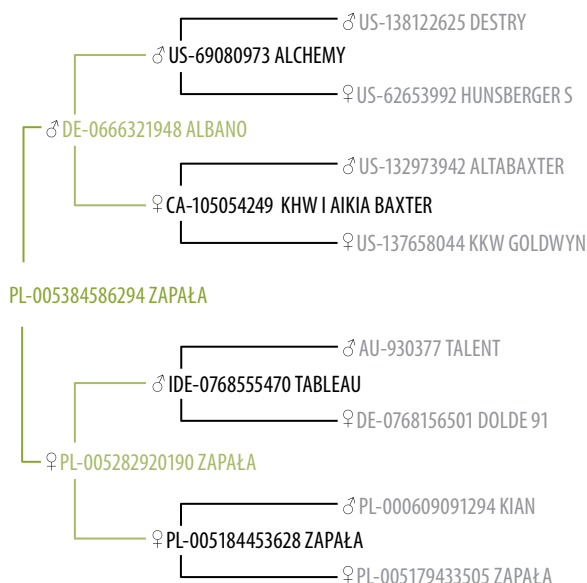 ♂ US-138122625 DESTRY
♂ US-69080973 ALCHEMY
♀ US-62653992 HUNSBERGER S
♂ DE-0666321948 ALBANO
♂ US-132973942 ALTABAXTER
♀ CA-105054249 KHW I AIKIA BAXTER
♀ US-137658044 KKW GOLDWYN
PL-005384586294 ZAPAŁA
♂ AU-930377 TALENT
♂ IDE-0768555470 TABLEAU
♀ DE-0768156501 DOLDE 91
♀ PL-005282920190 ZAPAŁA
♂ PL-000609091294 KIAN
♀ PL-005184453628 ZAPAŁA
♀ PL-005179433505 ZAPAŁA